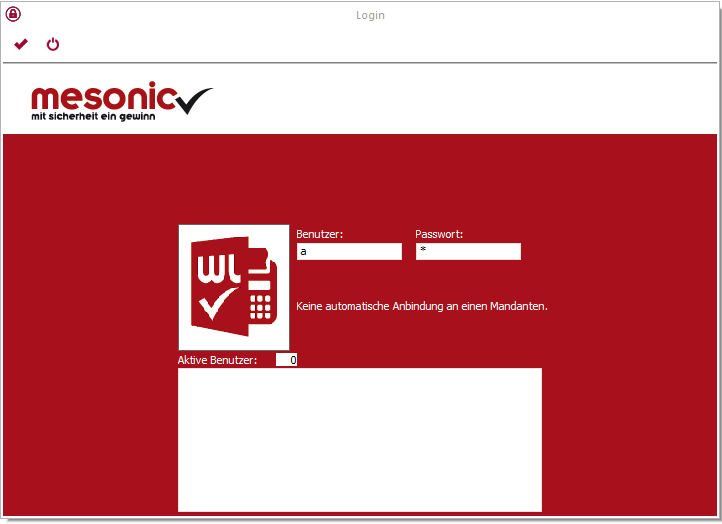 Login
mesonic
mit sicherheit ein gewinn
Benutzer:
Passwort:
a
*
WL
Keine automatische Anbindung an einen Mandanten.
Aktive Benutzer:
0